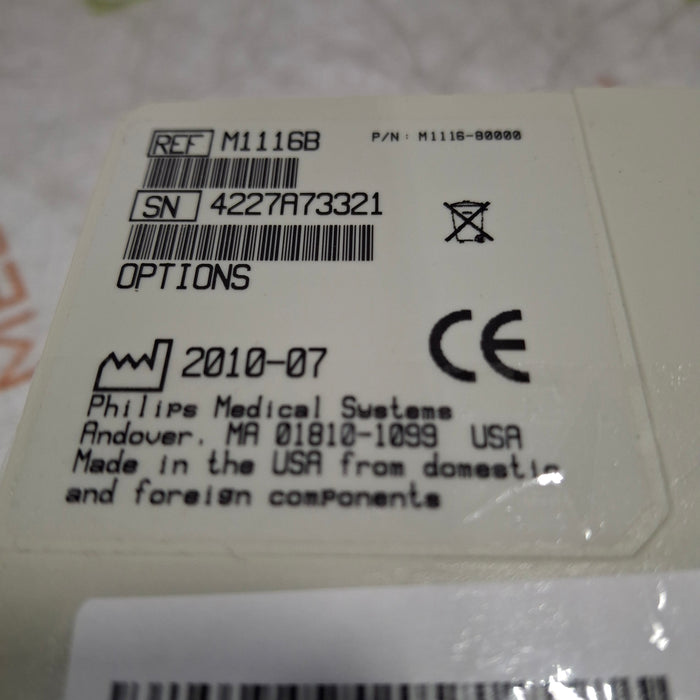 REF M1116B P/N: M1116-80000
SN 4227A73321
OPTIONS
CE
2010-07
Philips Medical Systems
Andover, MA 01810-1099 USA
Made in the USA from domestic
and foreign components